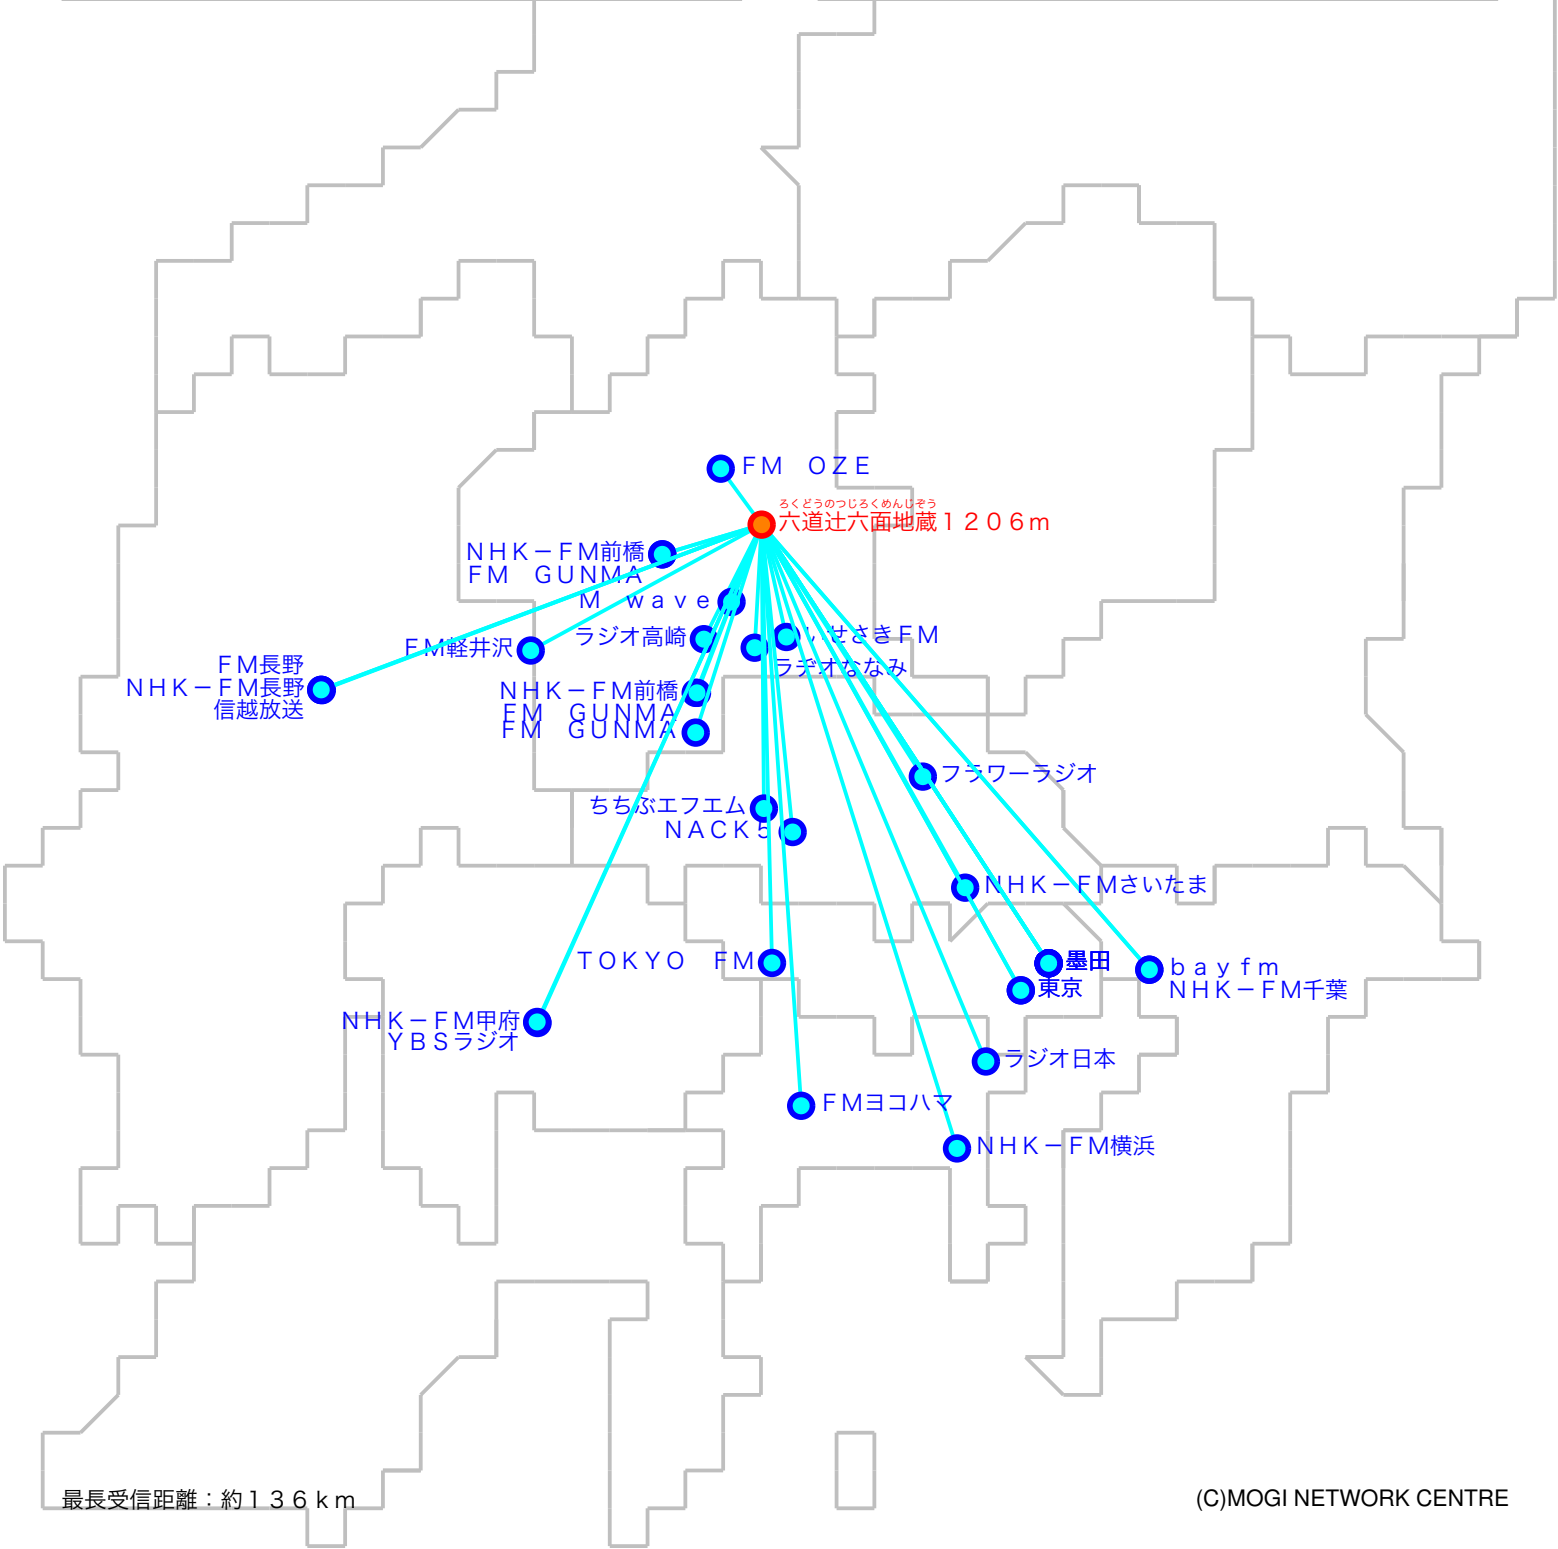 ＦＭ　ＯＺＥ
ろくどうのつじろくめんじぞう
六道辻六面地蔵１２０６ｍ
ＮＨＫ－ＦＭ前橋
ＦＭ　ＧＵＮＭＡ
Ｍ　ｗａｖｅ
ラジオ高崎
いせさきＦＭ
ＦＭ軽井沢
ラヂオななみ
ＦＭ長野
ＮＨＫ－ＦＭ長野
信越放送
ＮＨＫ－ＦＭ前橋
ＦＭ　ＧＵＮＭＡ
ＦＭ　ＧＵＮＭＡ
フラワーラジオ
ちちぶエフエム
ＮＡＣＫ５
ＮＨＫ－ＦＭさいたま
ＴＯＫＹＯ　ＦＭ
墨田
ｂａｙｆｍ
ＮＨＫ－ＦＭ千葉
東京
ＮＨＫ－ＦＭ甲府
ＹＢＳラジオ
ラジオ日本
ＦＭヨコハマ
ＮＨＫ－ＦＭ横浜
最長受信距離：約１３６ｋｍ
(C)MOGI NETWORK CENTRE